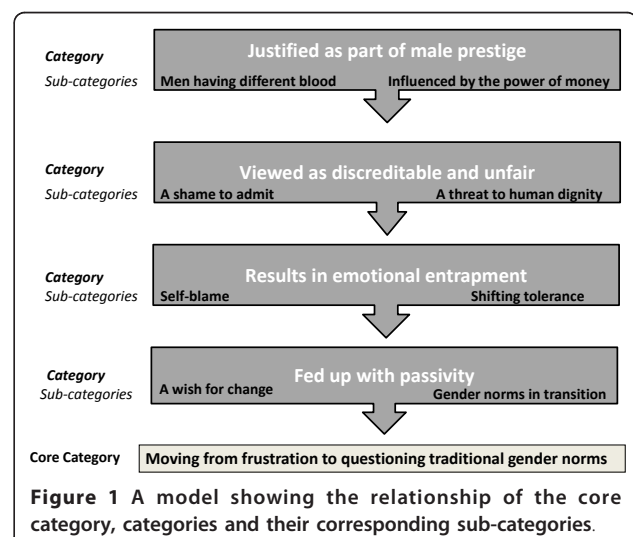 Justified as part of male prestige
Category
Sub-categories Men having different blood Influenced by the power of money
Viewed as discreditable and unfair
Category
Sub-categories A shame to admit A threat to human dignity
Results in emotional entrapment
Category
Sub-categories Self-blame Shifting tolerance
Fed up with passivity
Category
Sub-categories A wish for change Gender norms in transition
Core Category Moving from frustration to questioning traditional gender norms
Figure 1 A model showing the relationship of the core
category, categories and their corresponding sub-categories.